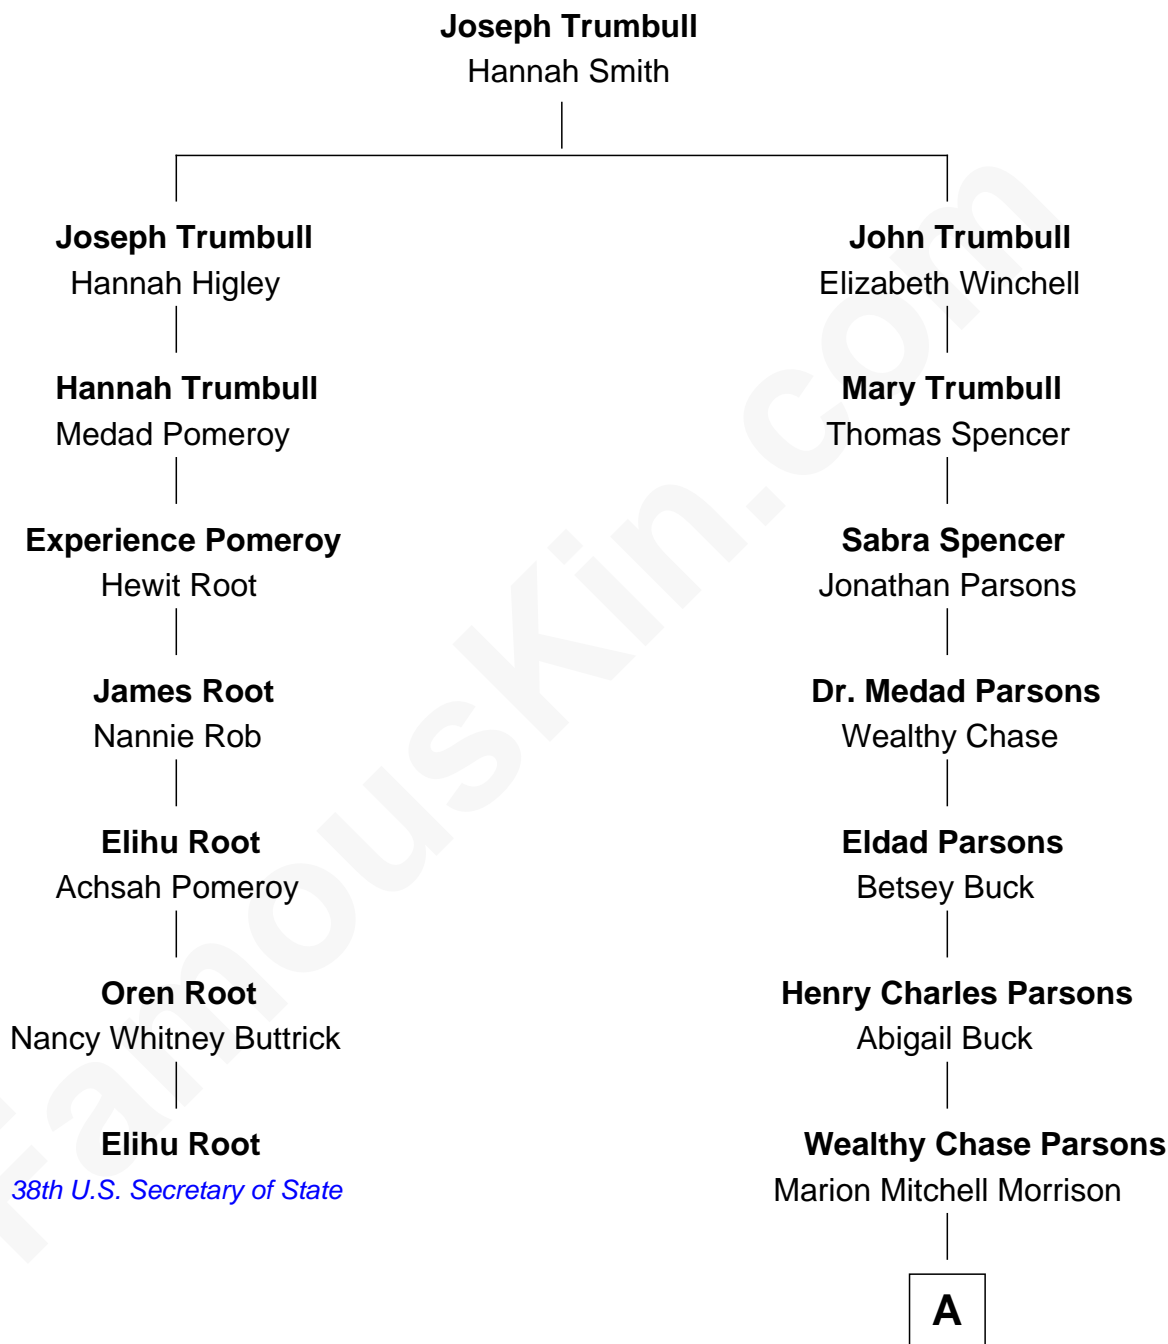 Joseph Trumbull
Hannah Smith
Joseph Trumbull
Hannah Higley
John Trumbull
Elizabeth Winchell
Hannah Trumbull
Medad Pomeroy
Mary Trumbull
Thomas Spencer
Experience Pomeroy
Hewit Root
Sabra Spencer
Jonathan Parsons
James Root
Nannie Rob
Dr. Medad Parsons
Wealthy Chase
Elihu Root
Achsah Pomeroy
Eldad Parsons
Betsey Buck
Oren Root
Nancy Whitney Buttrick
Henry Charles Parsons
Abigail Buck
Elihu Root
38th U.S. Secretary of State
Wealthy Chase Parsons
Marion Mitchell Morrison
A
FamousKin.com